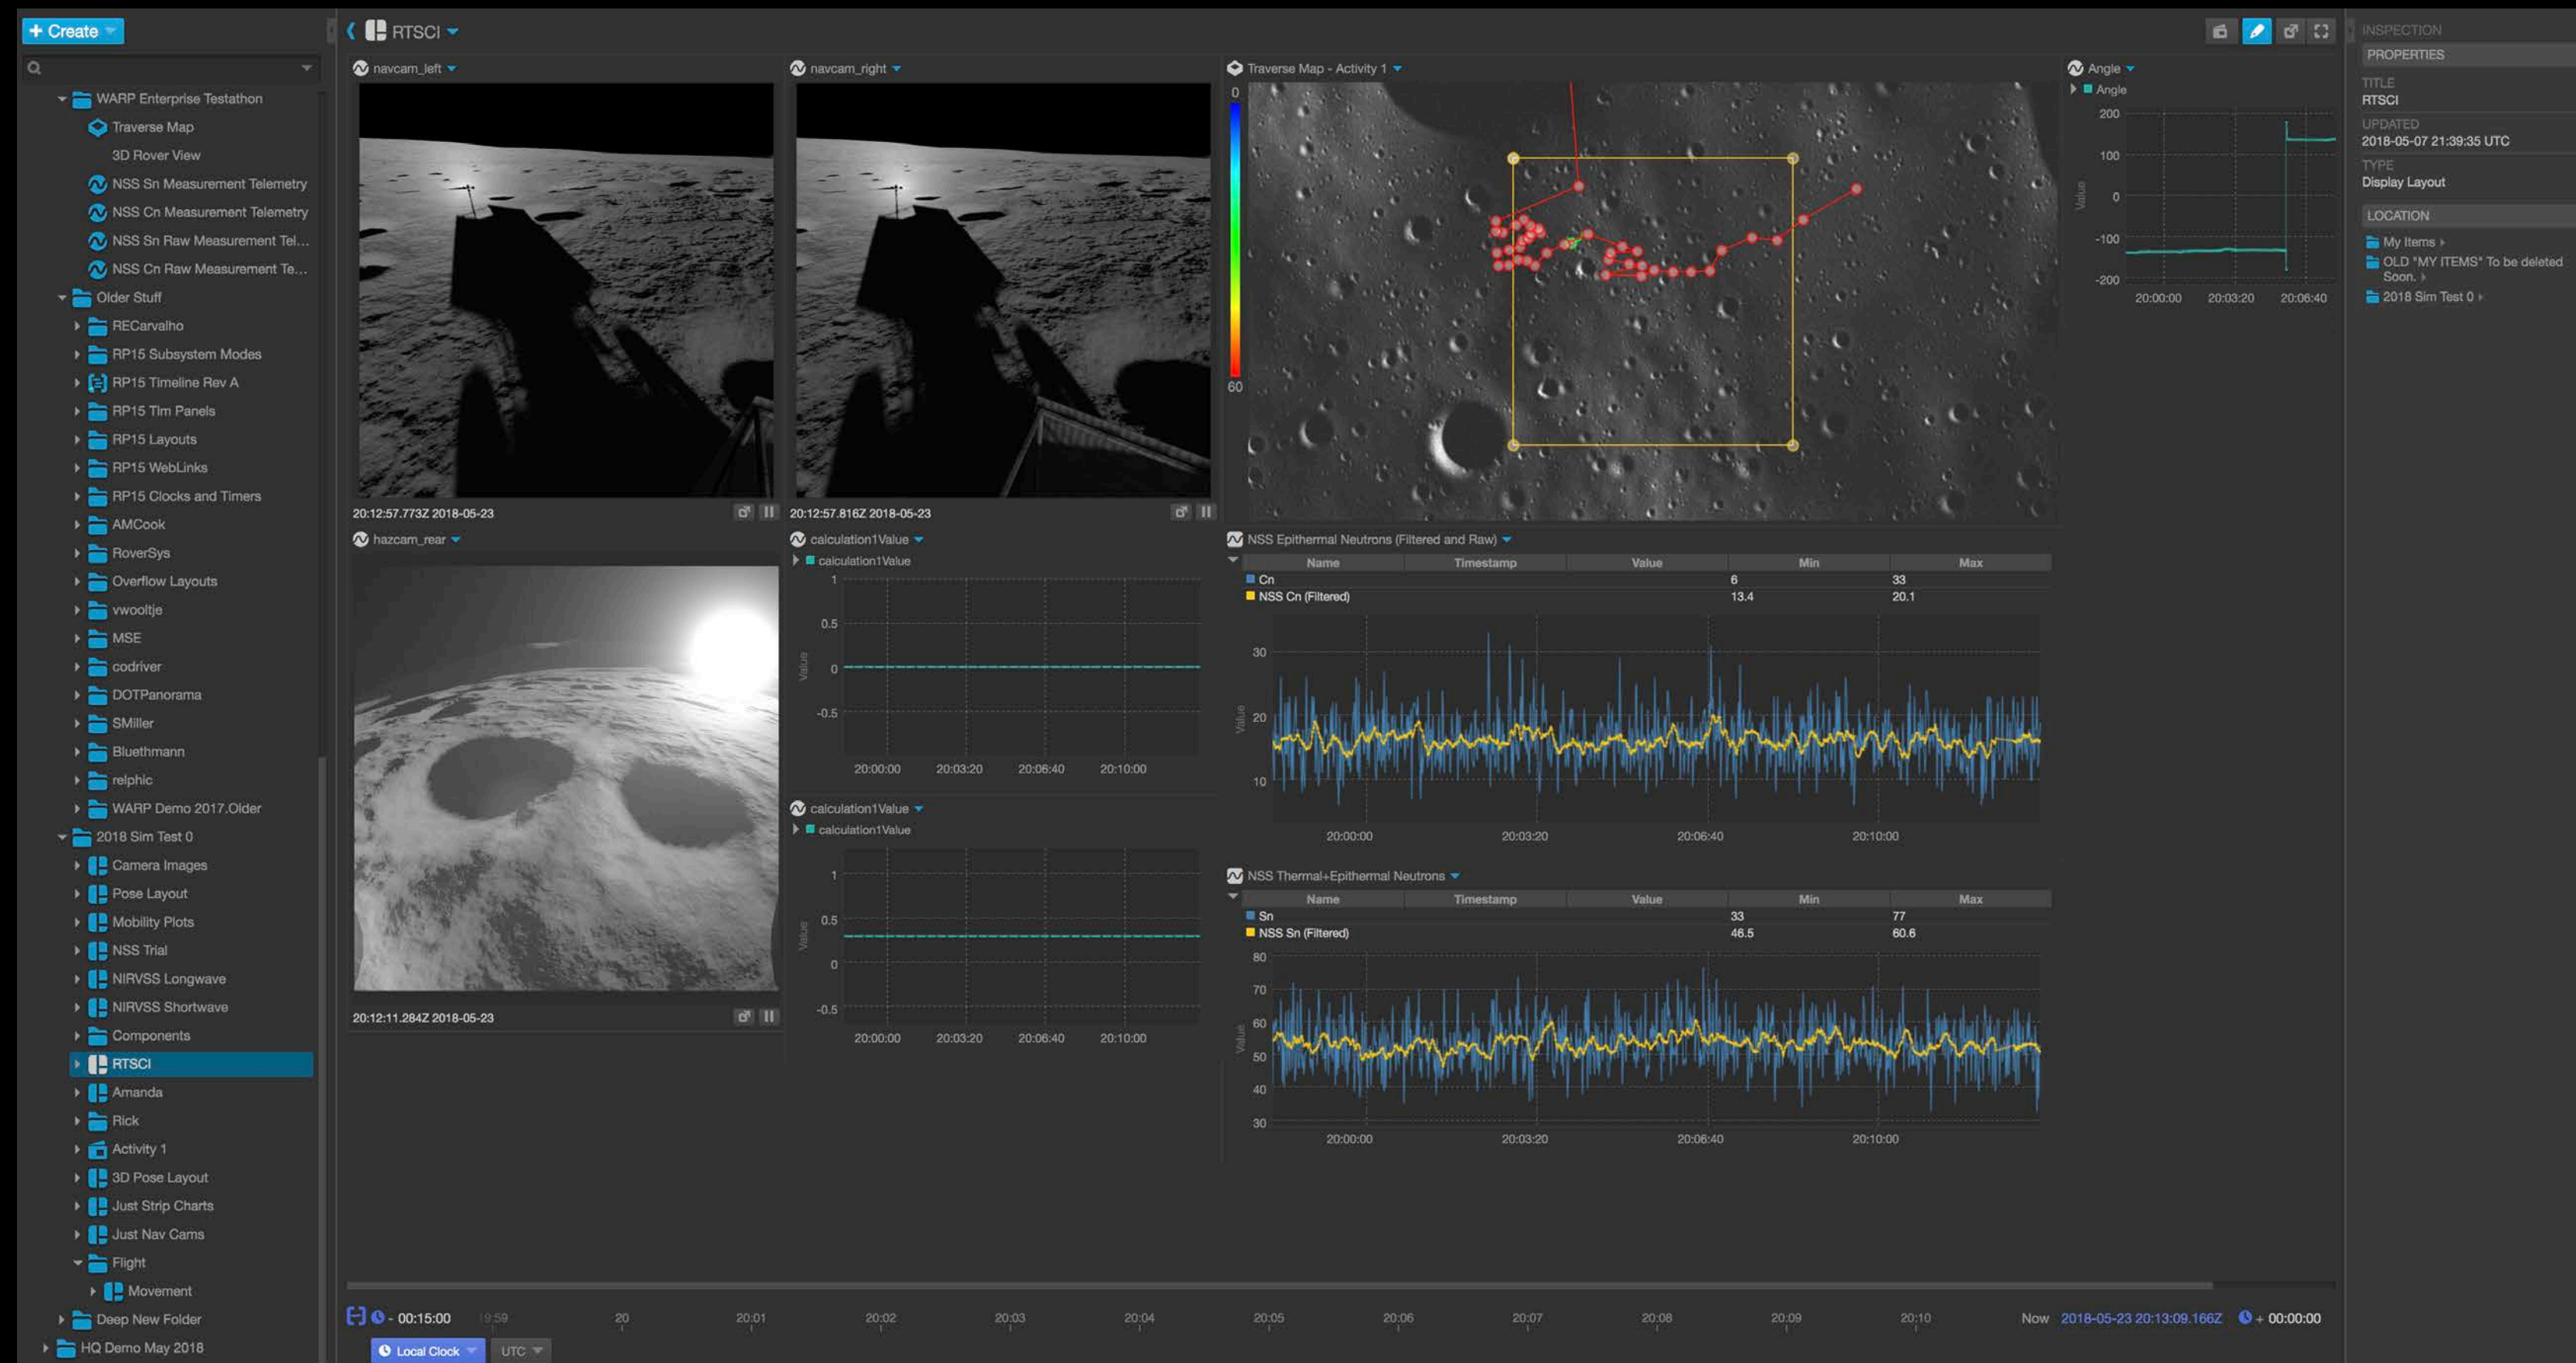 + Create
WARP Enterprise Testathon
Traverse Map
3D Rover View
NSS Sn Measurement Telemetry
NSS Cn Measurement Telemetry
NSS Sn Raw Measurement Tel...
NSS Cn Raw Measurement Te...
Older Stuff
RECarvalho
RP15 Subsystem Modes
RP15 Timeline Rev A
RP15 Tlm Panels
RP15 Layouts
RP15 WebLinks
RP15 Clocks and Timers
AMCook
RoverSys
Overflow Layouts
vwooltje
MSE
codriver
DOTPanorama
SMiller
Bluethmann
relphic
WARP Demo 2017.Older
2018 Sim Test 0
Camera Images
Pose Layout
Mobility Plots
NSS Trial
NIRVSS Longwave
NIRVSS Shortwave
Components
RTSCI
Amanda
Rick
Activity 1
3D Pose Layout
Just Strip Charts
Just Nav Cams
Flight
Movement
Deep New Folder
HQ Demo May 2018
RTSCI
navcam_left
20:12:57.773Z 2018-05-23
navcam_right
20:12:57.816Z 2018-05-23
hazcam_rear
20:12:11.284Z 2018-05-23
calculation1Value
calculation1Value
Value
1
0.5
0
-0.5
20:00:00 20:03:20 20:06:40 20:10:00
calculation1Value
calculation1Value
Value
1
0.5
0
-0.5
20:00:00 20:03:20 20:06:40 20:10:00
Traverse Map - Activity 1
0
60
Angle
Angle
Value
200
100
0
-100
-200
20:00:00 20:03:20 20:06:40
NSS Epithermal Neutrons (Filtered and Raw)
Name Timestamp Value Min Max
Cn 6 33
NSS Cn (Filtered) 13.4 20.1
Value
30
20
10
20:00:00 20:03:20 20:06:40 20:10:00
NSS Thermal+Epithermal Neutrons
Name Timestamp Value Min Max
Sn 33 77
NSS Sn (Filtered) 46.5 60.6
Value
80
70
60
50
40
30
20:00:00 20:03:20 20:06:40 20:10:00
INSPECTION
PROPERTIES
TITLE
RTSCI
UPDATED
2018-05-07 21:39:35 UTC
TYPE
Display Layout
LOCATION
My Items
OLD "MY ITEMS" To be deleted
Soon.
2018 Sim Test 0
- 00:15:00 19:59 20 20:01 20:02 20:03 20:04 20:05 20:06 20:07 20:08 20:09 20:10 Now 2018-05-23 20:13:09.166Z + 00:00:00
Local Clock UTC